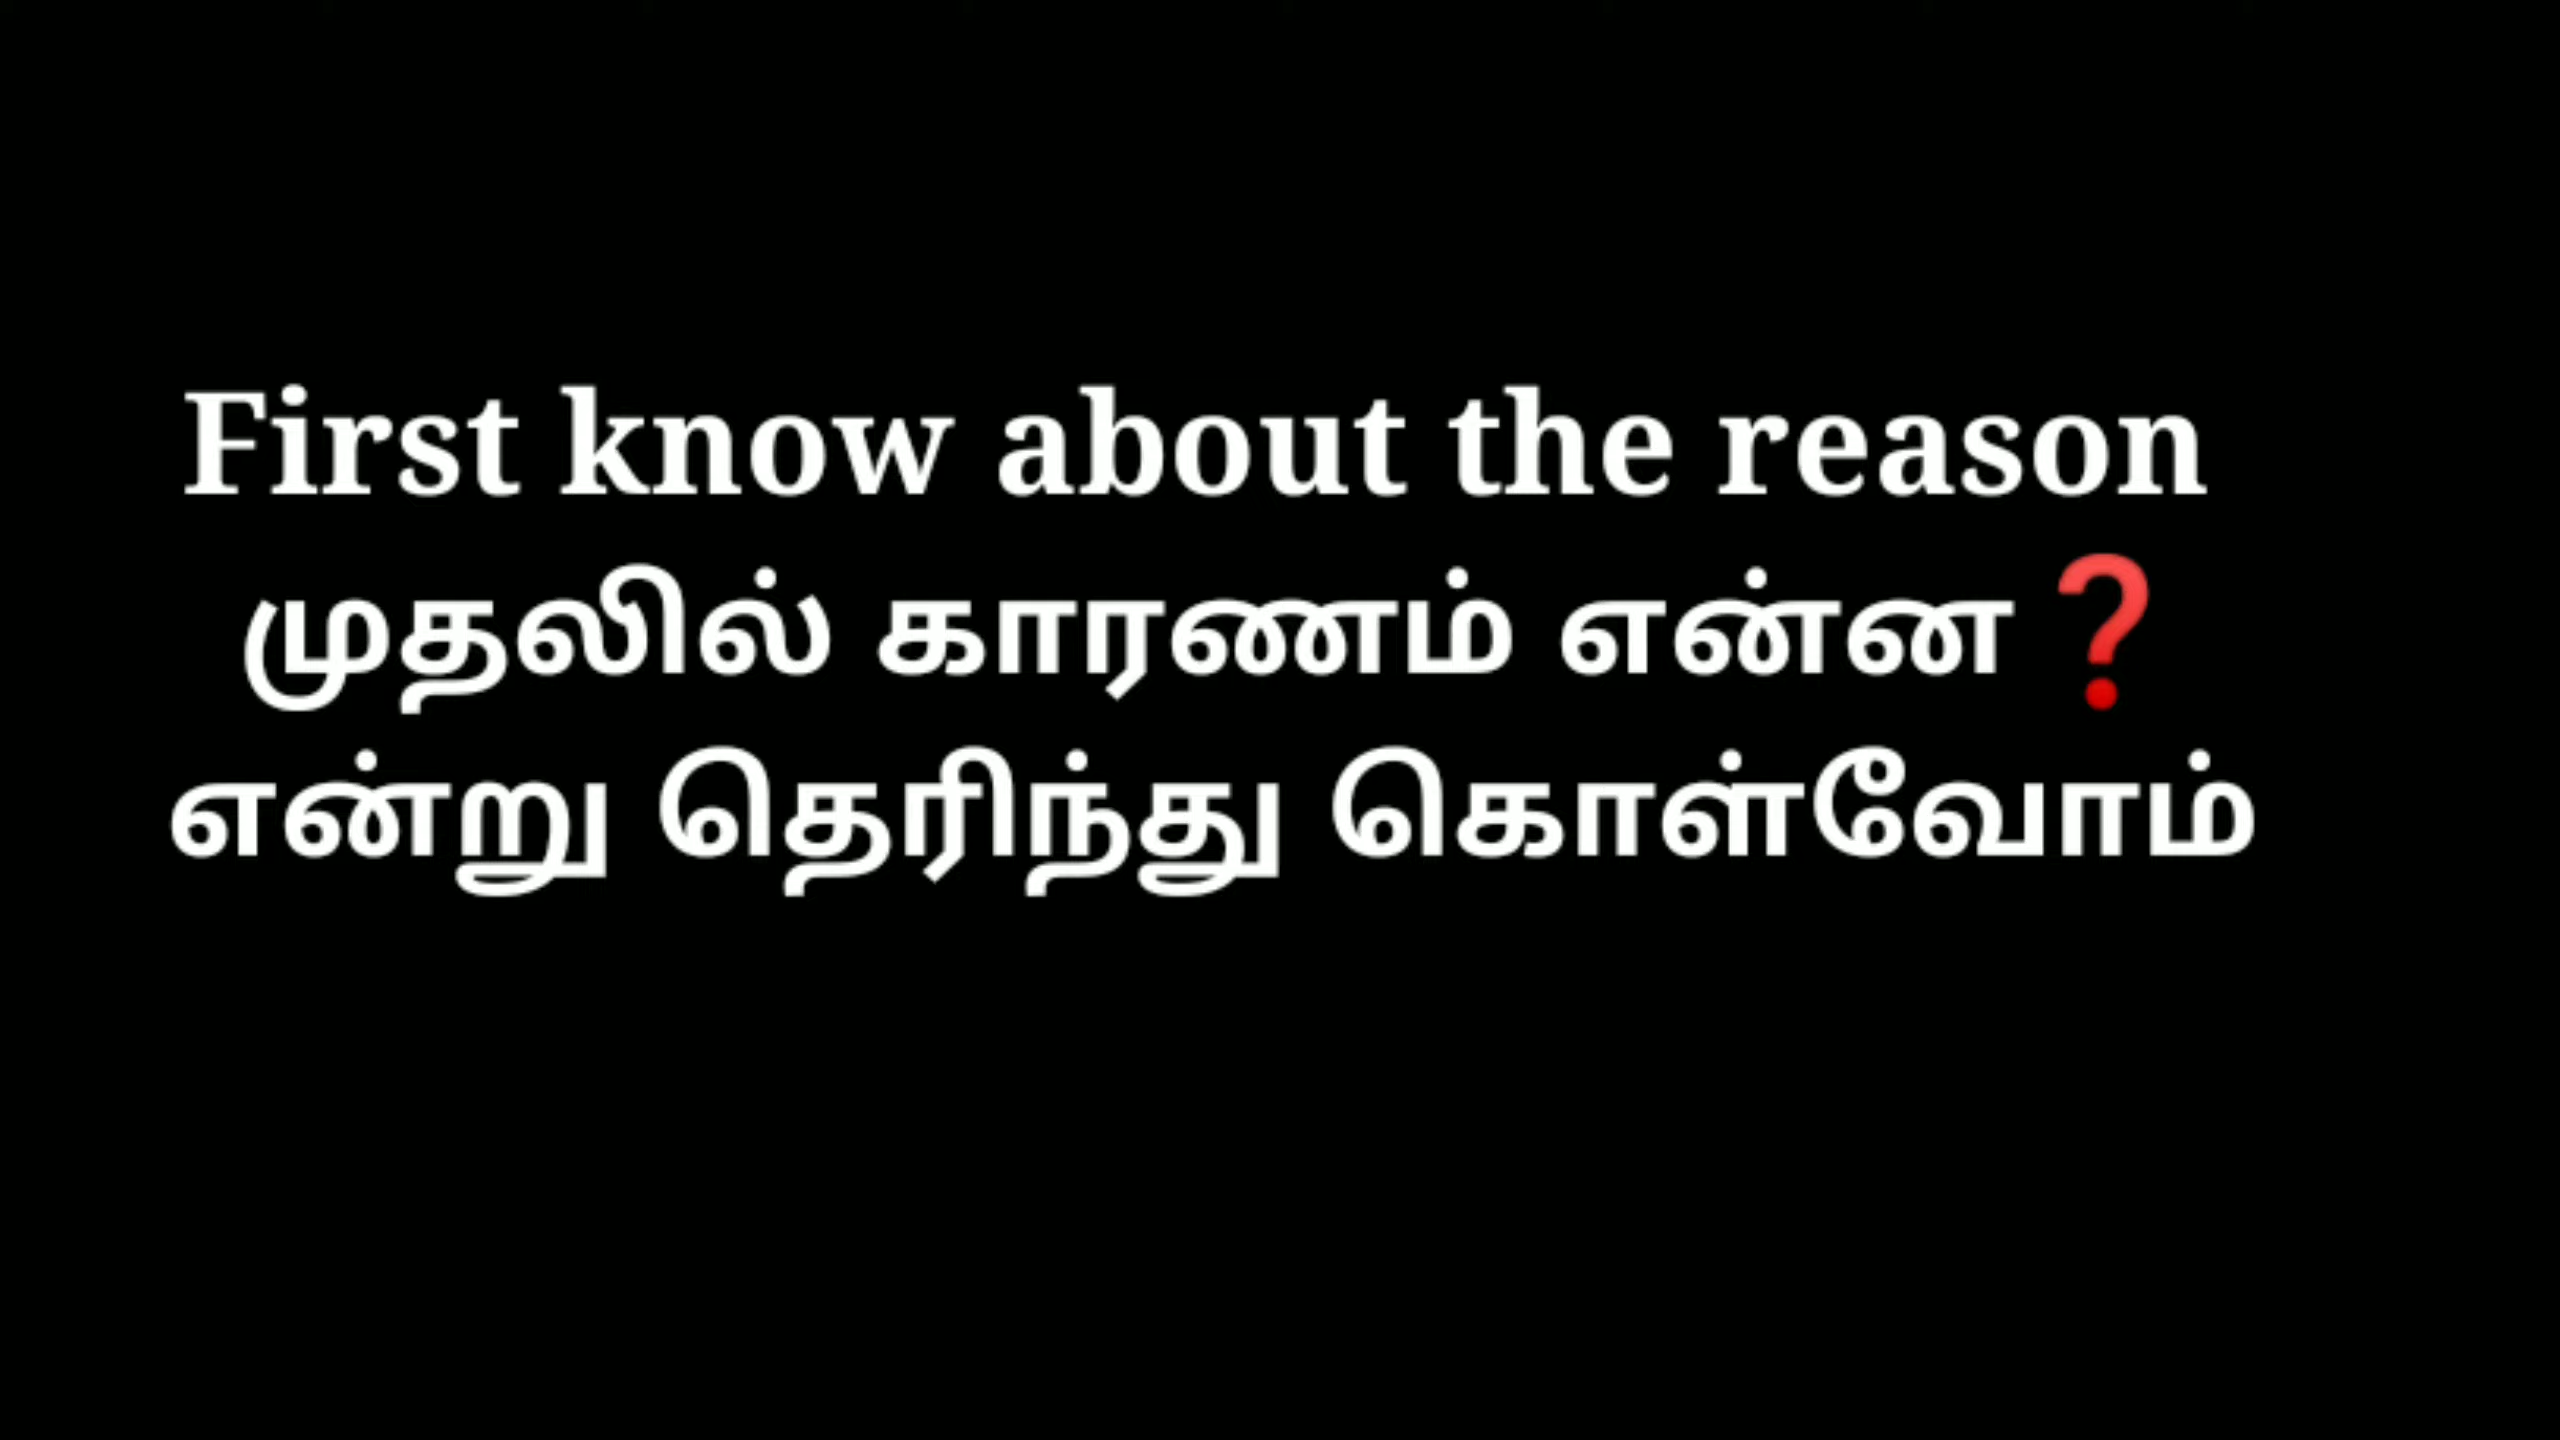 First know about the reason
முதலில் காரணம் என்ன❓
என்று தெரிந்து கொள்வோம்